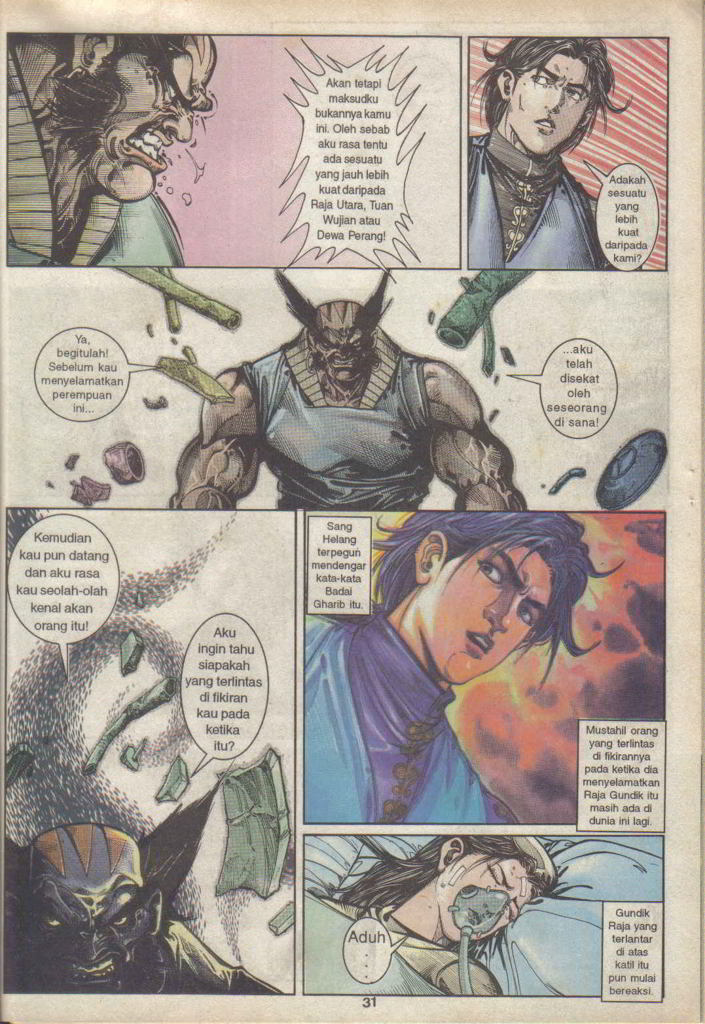 Akan tetapi
maksudku
bukannya kamu
ini. Oleh sebab
aku rasa tentu
ada sesuatu
yang jauh lebih
kuat daripada
Raja Utara, Tuan
Wujian atau
Dewa Perang!
Adakah
sesuatu
yang
lebih
kuat
daripada
kami?
Ya,
begitulah!
Sebelum kau
menyelamatkan
perempuan
ini...
...aku
telah
disekat
oleh
seseorang
di sana!
Kemudian
kau pun datang
dan aku rasa
kau seolah-olah
kenal akan
orang itu!
Aku
ingin tahu
siapakah
yang terlintas
di fikiran
kau pada
ketika
itu?
Sang
Helang
terpegun
mendengar
kata-kata
Badai
Gharib itu.
Mustahil orang
yang terlintas
di fikirannya
pada ketika dia
menyelamatkan
Raja Gundik itu
masih ada di
dunia ini lagi.
Aduh
...
Gundik
Raja yang
terlantar
di atas
katil itu
pun mulai
bereaksi.
31